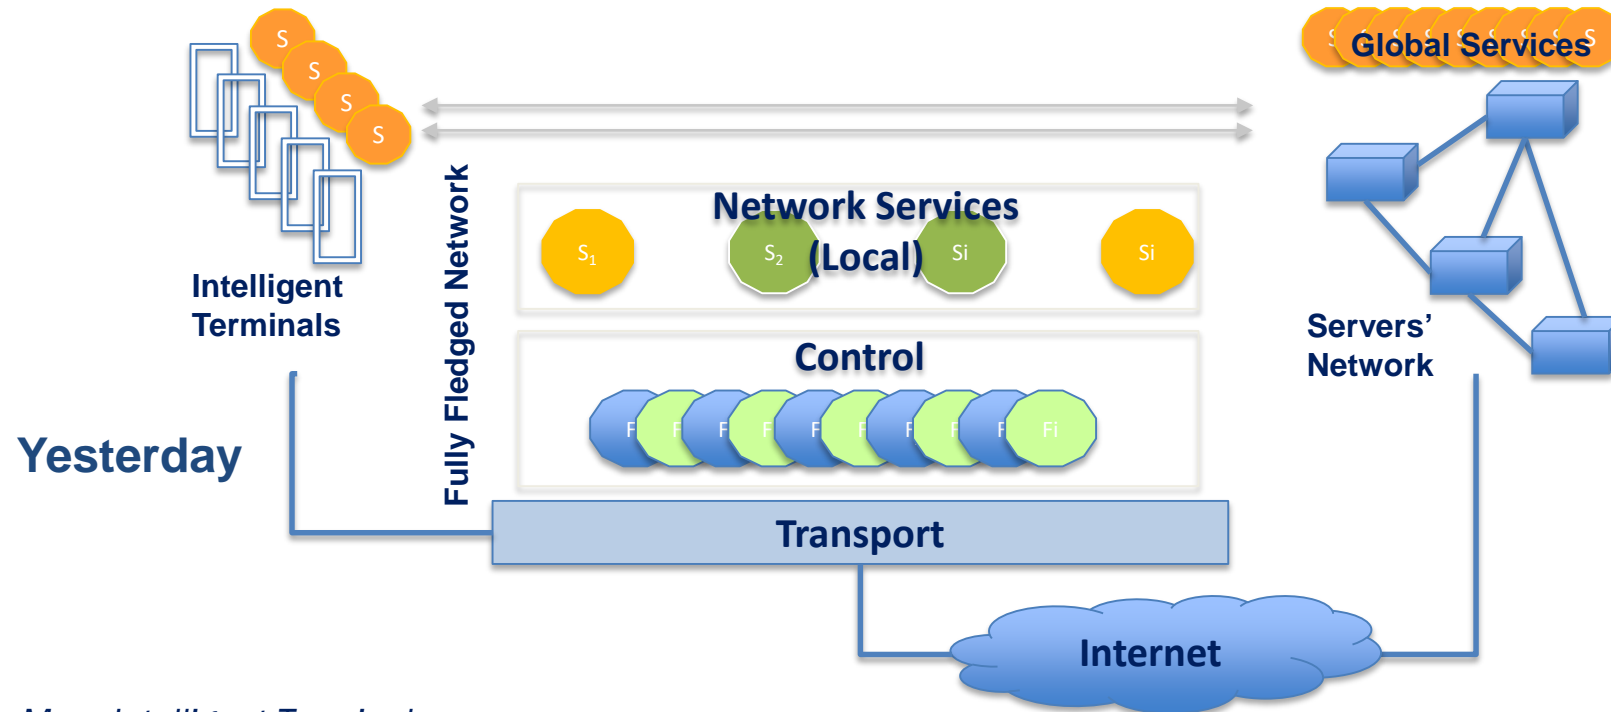 S
S
S
S
Intelligent
Terminals
Yesterday
Fully Fledged Network
Network Services
(Local)
S1
S2
Si
Si
Control
F
F
F
F
F
F
F
F
F
Fi
Transport
Internet
S S S S S S S S S
Global Services
Servers’
Network